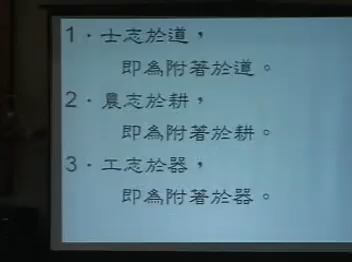 1．士志於道，
即為附著於道。
2．農志於耕，
即為附著於耕。
3．工志於器，
即為附著於器。